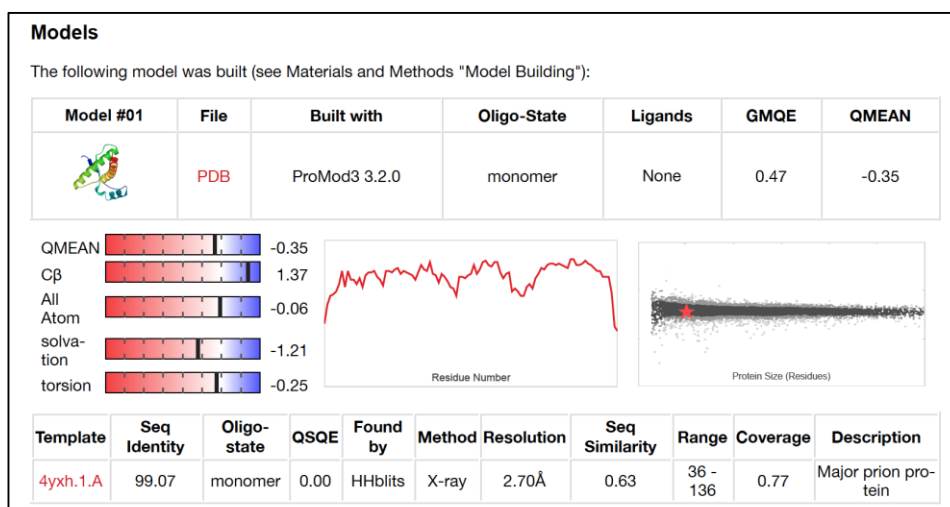 Models
The following model was built (see Materials and Methods "Model Building"):
Model #01 File Built with Oligo-State Ligands GMQE QMEAN
PDB ProMod3 3.2.0 monomer None 0.47 -0.35
QMEAN -0.35
Cβ 1.37
All
Atom -0.06
solva-
tion -1.21
torsion -0.25
Residue Number
Protein Size (Residues)
Template Seq
Identity Oligo-
state QSQE Found
by Method Resolution Seq
Similarity Range Coverage Description
4yxh.1.A 99.07 monomer 0.00 HHblits X-ray 2.70Å 0.63 36 -
136 0.77 Major prion pro-
tein